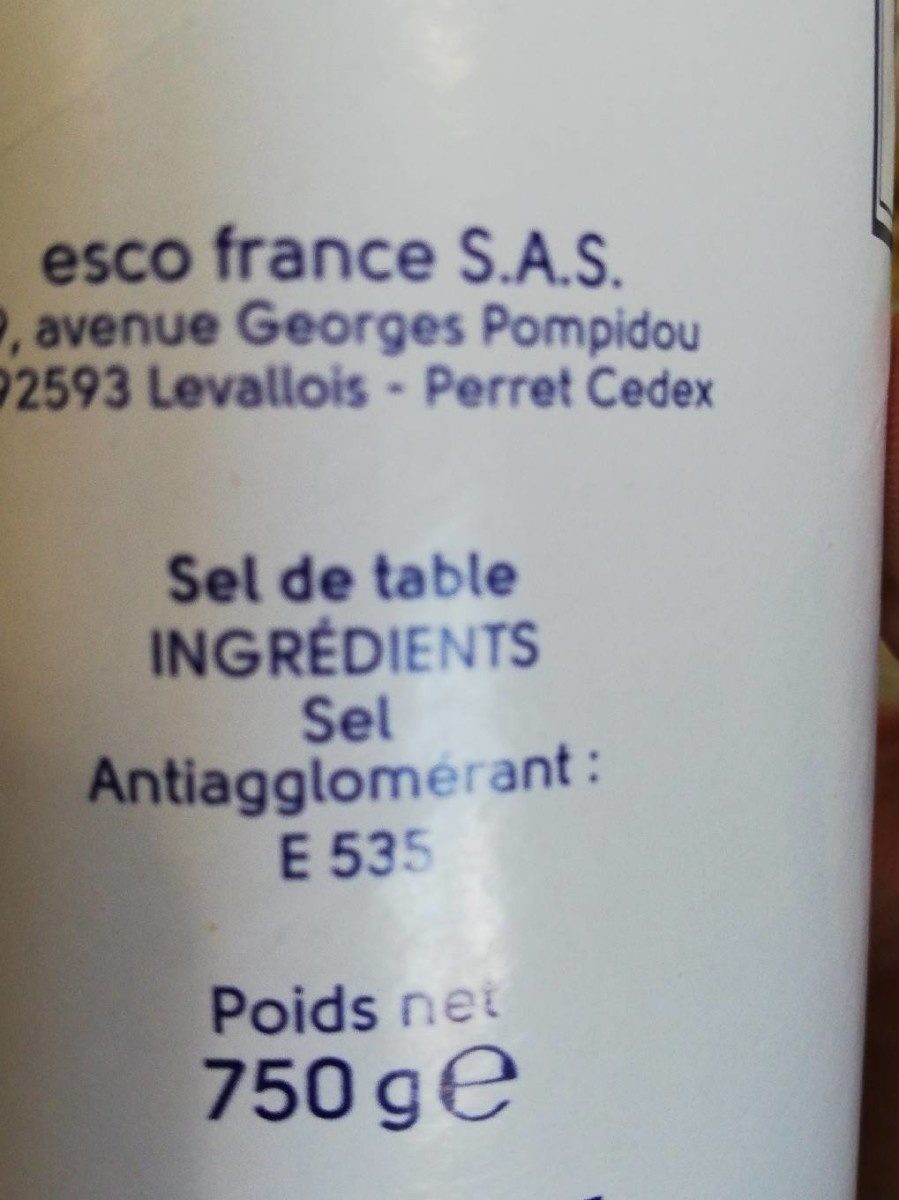 esco france S.A.S.
, avenue Georges Pompidou
92593 Levallois - Perret Cedex
Sel de table
INGRÉDIENTS
Sel
Antiagglomérant :
E 535
Poids net
750 g e